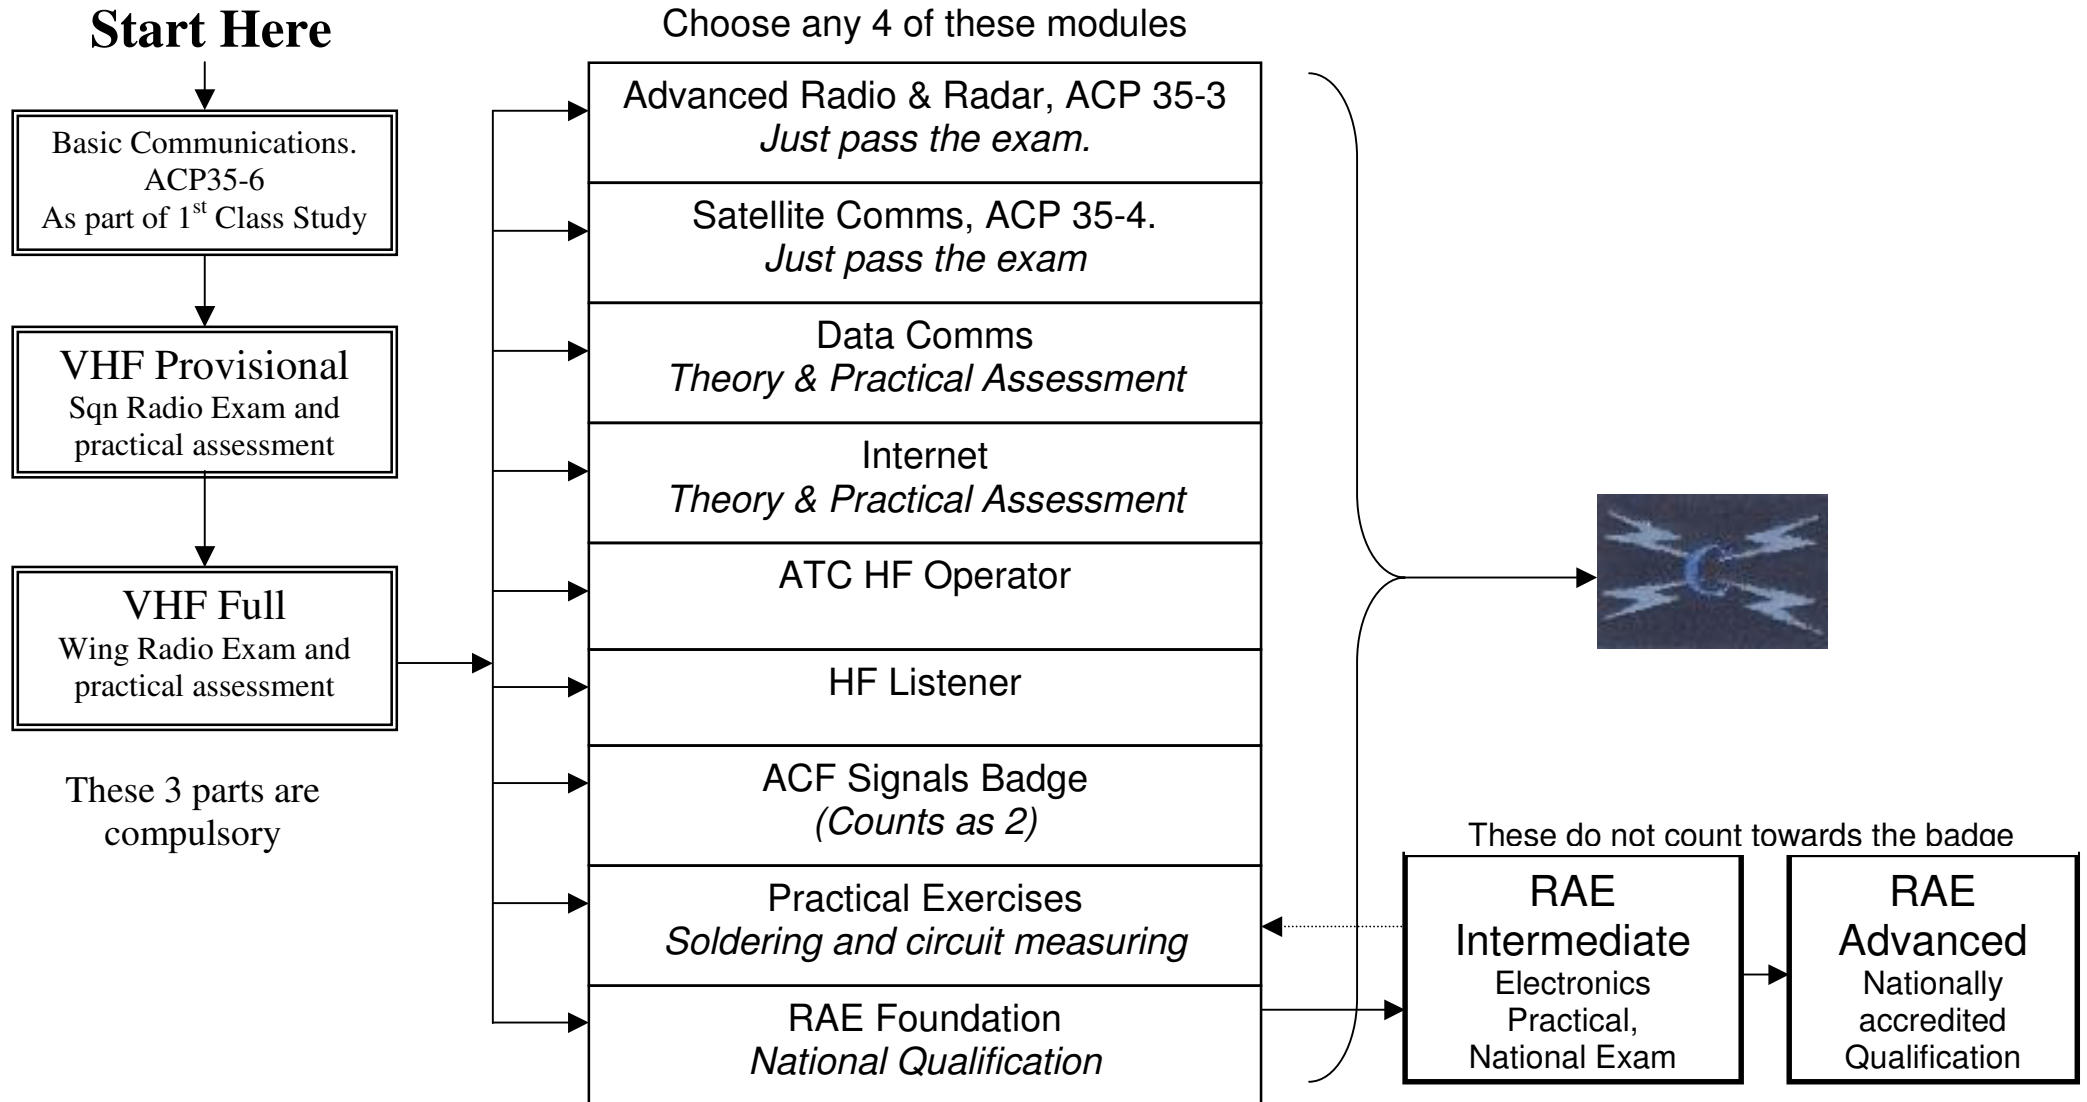 Start Here
Basic Communications.
ACP35-6
As part of 1st Class Study
VHF Provisional
Sqn Radio Exam and
practical assessment
VHF Full
Wing Radio Exam and
practical assessment
These 3 parts are
compulsory
Choose any 4 of these modules
Advanced Radio & Radar, ACP 35-3
Just pass the exam.
Satellite Comms, ACP 35-4.
Just pass the exam
Data Comms
Theory & Practical Assessment
Internet
Theory & Practical Assessment
ATC HF Operator
HF Listener
ACF Signals Badge
(Counts as 2)
Practical Exercises
Soldering and circuit measuring
RAE Foundation
National Qualification
C
These do not count towards the badge
RAE
Intermediate
Electronics
Practical,
National Exam
RAE
Advanced
Nationally
accredited
Qualification